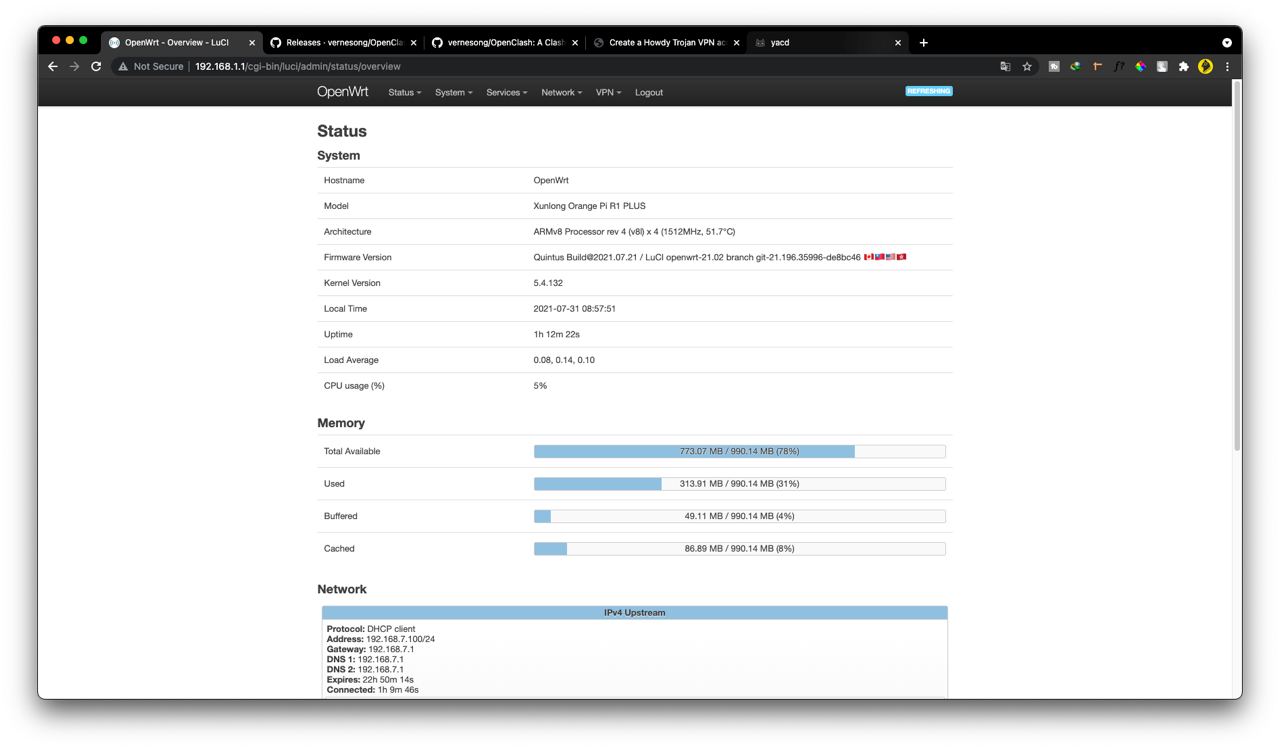 OpenWrt - Overview - LuCI
Releases · vernesong/OpenCla
vernesong/OpenClash: A Clash
Create a Howdy Trojan VPN ac
yacd
Not Secure | 192.168.1.1/cgi-bin/luci/admin/status/overview
OpenWrt Status System Services Network VPN Logout REFRESHING
Status
System
Hostname OpenWrt
Model Xunlong Orange Pi R1 PLUS
Architecture ARMv8 Processor rev 4 (v8l) x 4 (1512MHz, 51.7°C)
Firmware Version Quintus Build@2021.07.21 / LuCI openwrt-21.02 branch git-21.196.35996-de8bc46
Kernel Version 5.4.132
Local Time 2021-07-31 08:57:51
Uptime 1h 12m 22s
Load Average 0.08, 0.14, 0.10
CPU usage (%) 5%
Memory
Total Available 773.07 MB / 990.14 MB (78%)
Used 313.91 MB / 990.14 MB (31%)
Buffered 49.11 MB / 990.14 MB (4%)
Cached 86.89 MB / 990.14 MB (8%)
Network
IPv4 Upstream
Protocol: DHCP client
Address: 192.168.7.100/24
Gateway: 192.168.7.1
DNS 1: 192.168.7.1
DNS 2: 192.168.7.1
Expires: 22h 50m 14s
Connected: 1h 9m 46s